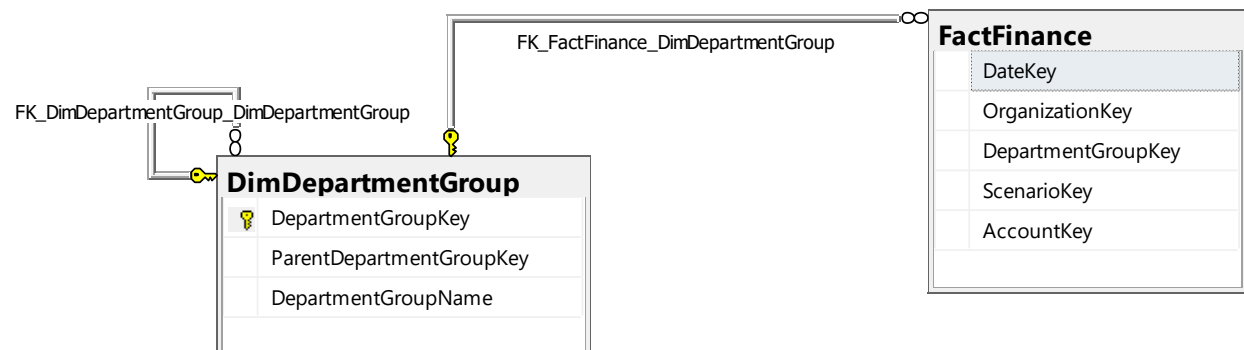 FactFinance
DateKey
OrganizationKey
DepartmentGroupKey
ScenarioKey
AccountKey
FK_FactFinance_DimDepartmentGroup
FK_DimDepartmentGroup_DimDepartmentGroup
DimDepartmentGroup
DepartmentGroupKey
ParentDepartmentGroupKey
DepartmentGroupName